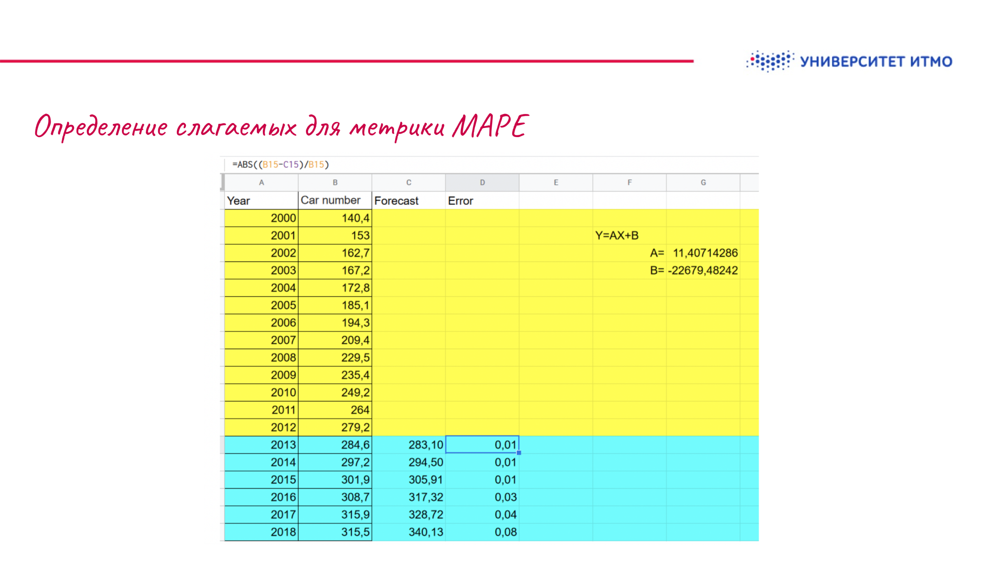 УНИВЕРСИТЕТ ИТМО
Определение слагаемых для метрики MAPE
=ABS((B15-C15)/B15)
A B C D E F G
Year Car number Forecast Error
2000 140,4
2001 153 Y=AX+B
2002 162,7 A= 11,40714286
2003 167,2 B= -22679,48242
2004 172,8
2005 185,1
2006 194,3
2007 209,4
2008 229,5
2009 235,4
2010 249,2
2011 264
2012 279,2
2013 284,6 283,10 0,01
2014 297,2 294,50 0,01
2015 301,9 305,91 0,01
2016 308,7 317,32 0,03
2017 315,9 328,72 0,04
2018 315,5 340,13 0,08